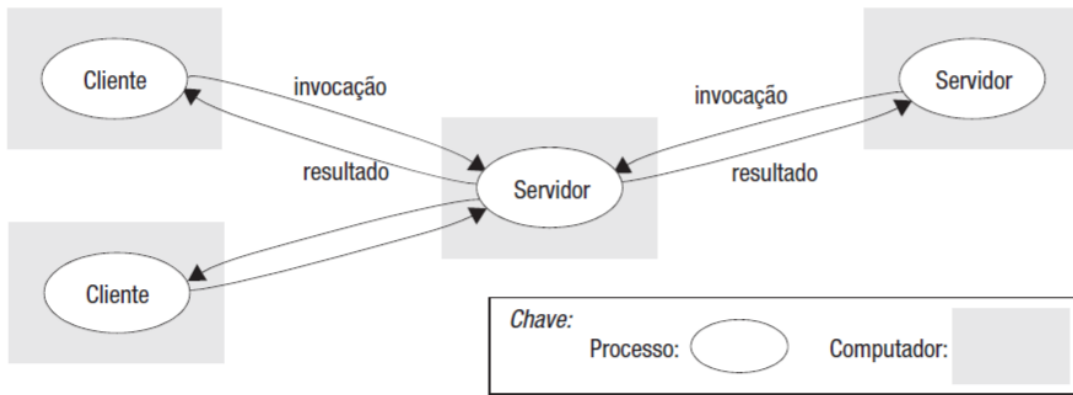 Cliente
invocação
resultado
Servidor
invocação
resultado
Servidor
Cliente
Chave:
Processo:
Computador: